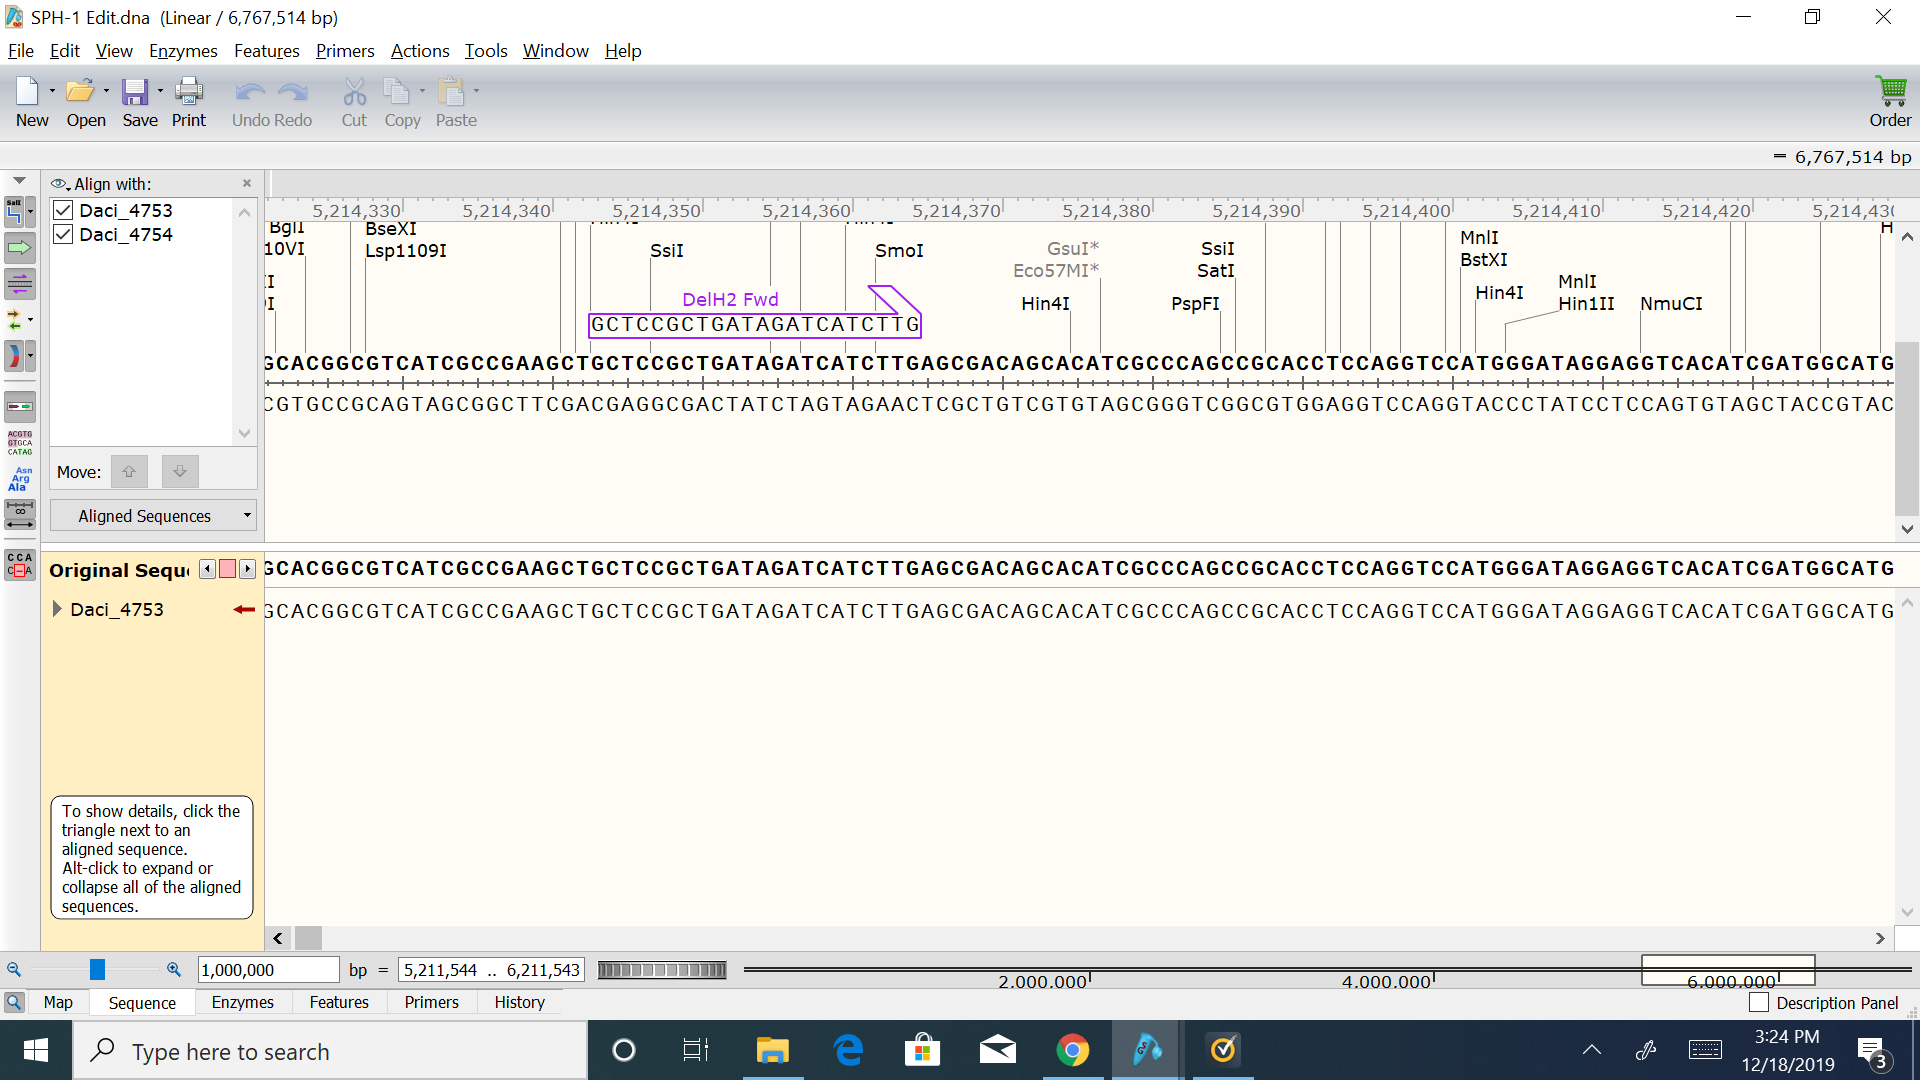 SPH-1 Edit.dna  (Linear / 6,767,514 bp)
File Edit View Enzymes Features Primers Actions Tools Window Help
New Open Save Print Undo Redo Cut Copy Paste Order
= 6,767,514 bp
Align with:
Daci_4753
Daci_4754
Move:
Aligned Sequences
5,214,330 5,214,340 5,214,350 5,214,360 5,214,370 5,214,380 5,214,390 5,214,400 5,214,410 5,214,420 5,214,430
BglI BseXI MnlI
10VI Lsp1109I SsiI SmoI GsuI* SsiI BstXI
Eco57MI* SatI MnlI
Hin4I
Hin4I PspFI Hin1II NmuCI
DelH2 Fwd
GCTCCGCTGATAGATCATCTTG
GCACGGCGTCATCGCCGAAGCTGCTCCGCTGATAGATCATCTTGAGCGACAGCACATCGCCCAGCCGCACCTCCAGGTCCATGGGATAGGAGGTCACATCGATGGCATG
CGTGCCGCAGTAGCGGCTTCGACGAGGCGACTATCTAGTAGAACTCGCTGTCGTGTAGCGGGTCGGCGTGGAGGTCCAGGTACCCTATCCTCCAGTGTAGCTACCGTAC
Original Sequ
GCACGGCGTCATCGCCGAAGCTGCTCCGCTGATAGATCATCTTGAGCGACAGCACATCGCCCAGCCGCACCTCCAGGTCCATGGGATAGGAGGTCACATCGATGGCATG
Daci_4753
GCACGGCGTCATCGCCGAAGCTGCTCCGCTGATAGATCATCTTGAGCGACAGCACATCGCCCAGCCGCACCTCCAGGTCCATGGGATAGGAGGTCACATCGATGGCATG
To show details, click the
triangle next to an
aligned sequence.
Alt-click to expand or
collapse all of the aligned
sequences.
1,000,000 bp = 5,211,544 .. 6,211,543
2,000,000 4,000,000 6,000,000
Map Sequence Enzymes Features Primers History
Description Panel
Type here to search
3:24 PM
12/18/2019
3